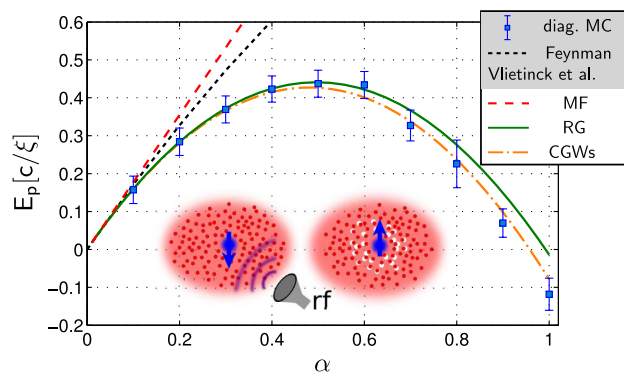 0.6
0.5
0.4
0.3
0.2
0.1
0
-0.1
-0.2
E_p[c/ξ]
0 0.2 0.4 0.6 0.8 1
α
diag. MC
Feynman
Vlietinck et al.
MF
RG
CGWs
rf